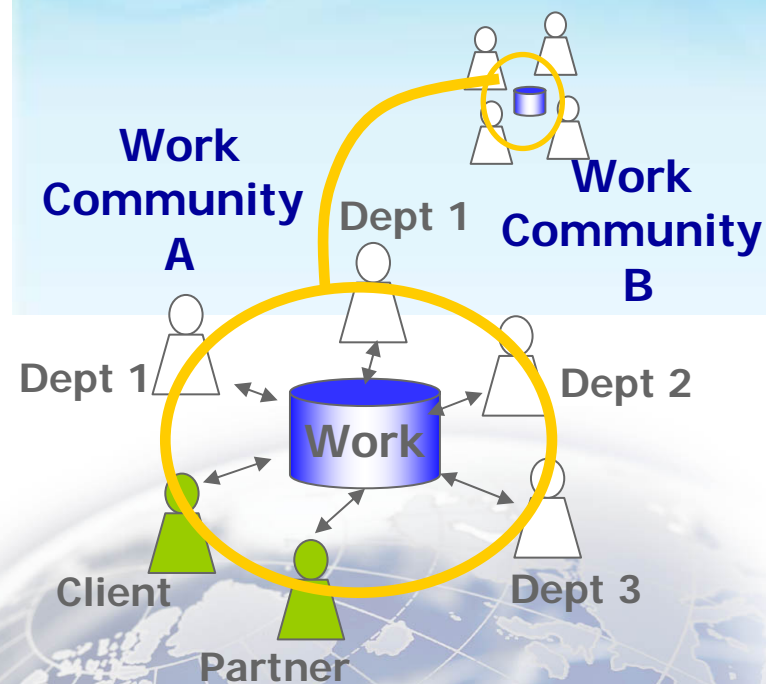 Work
Community
A
Work
Community
B
Dept 1
Dept 1
Dept 2
Work
Client
Dept 3
Partner